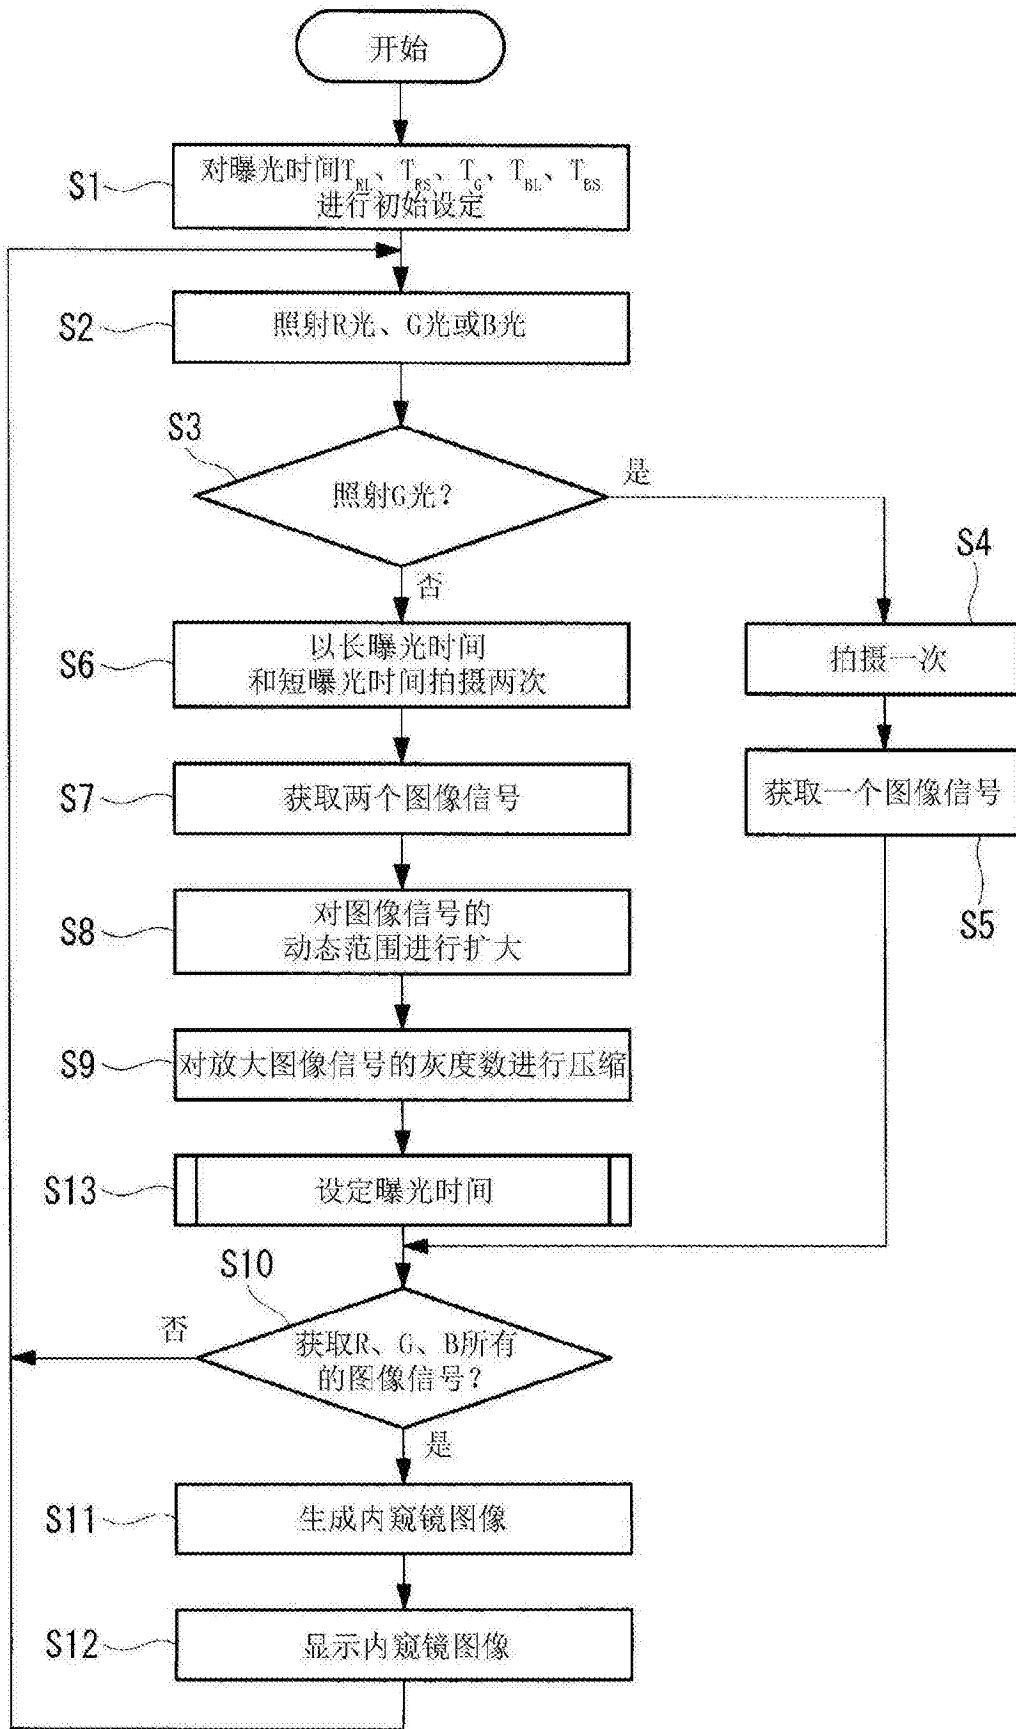 开始
S1
对曝光时间T_RL、T_RS、T_G、T_BL、T_BS
进行初始设定
S2
照射R光、G光或B光
S3
照射G光？
是
否
S4
拍摄一次
S6
以长曝光时间
和短曝光时间拍摄两次
S7
获取两个图像信号
获取一个图像信号
S5
S8
对图像信号的
动态范围进行扩大
S9
对放大图像信号的灰度数进行压缩
S13
设定曝光时间
S10
获取R、G、B所有
的图像信号？
否
是
S11
生成内窥镜图像
S12
显示内窥镜图像